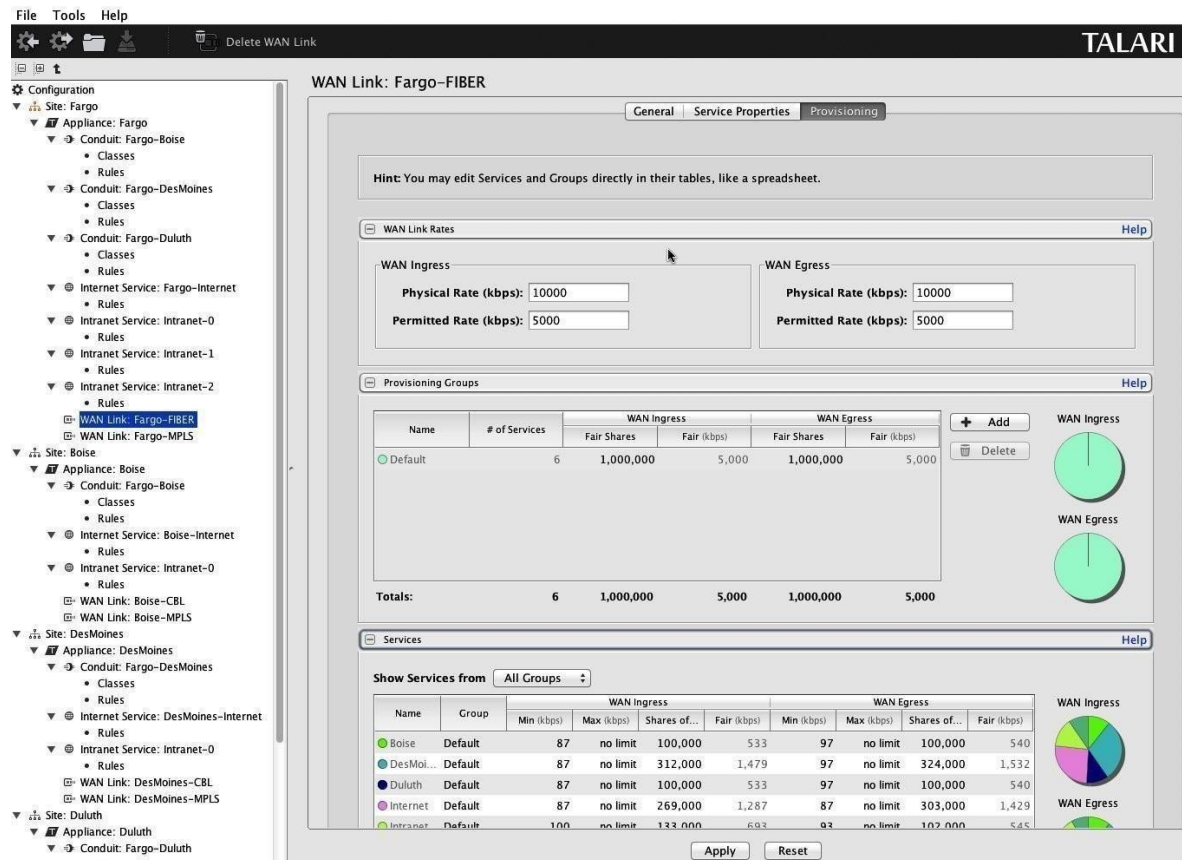 File Tools Help
Delete WAN Link
TALARI
Configuration
WAN Link: Fargo-FIBER
Site: Fargo
Appliance: Fargo
Conduit: Fargo-Boise
Classes
Rules
Conduit: Fargo-DesMoines
Classes
Rules
Conduit: Fargo-Duluth
Classes
Rules
Internet Service: Fargo-Internet
Rules
Intranet Service: Intranet-0
Rules
Intranet Service: Intranet-1
Rules
Intranet Service: Intranet-2
Rules
WAN Link: Fargo-FIBER
WAN Link: Fargo-MPLS
Site: Boise
Appliance: Boise
Conduit: Fargo-Boise
Classes
Rules
Internet Service: Boise-Internet
Rules
Intranet Service: Intranet-0
Rules
WAN Link: Boise-CBL
WAN Link: Boise-MPLS
Site: DesMoines
Appliance: DesMoines
Conduit: Fargo-DesMoines
Classes
Rules
Internet Service: DesMoines-Internet
Rules
Intranet Service: Intranet-0
Rules
WAN Link: DesMoines-CBL
WAN Link: DesMoines-MPLS
Site: Duluth
Appliance: Duluth
Conduit: Fargo-Duluth
General Service Properties Provisioning
Hint: You may edit Services and Groups directly in their tables, like a spreadsheet.
WAN Link Rates Help
WAN Ingress WAN Egress
Physical Rate (kbps): 10000 Physical Rate (kbps): 10000
Permitted Rate (kbps): 5000 Permitted Rate (kbps): 5000
Provisioning Groups Help
Name # of Services WAN Ingress WAN Egress
Fair Shares Fair (kbps) Fair Shares Fair (kbps)
Default 6 1,000,000 5,000 1,000,000 5,000
Totals: 6 1,000,000 5,000 1,000,000 5,000
Add
Delete
WAN Ingress
WAN Egress
Services Help
Show Services from All Groups
Name Group WAN Ingress WAN Egress
Min (kbps) Max (kbps) Shares of... Fair (kbps) Min (kbps) Max (kbps) Shares of... Fair (kbps)
Boise Default 87 no limit 100,000 533 97 no limit 100,000 540
DesMoi... Default 87 no limit 312,000 1,479 97 no limit 324,000 1,532
Duluth Default 87 no limit 100,000 533 97 no limit 100,000 540
Internet Default 87 no limit 269,000 1,287 87 no limit 303,000 1,429
Intranet Default 100 no limit 133,000 693 93 no limit 102,000 545
WAN Ingress
WAN Egress
Apply Reset